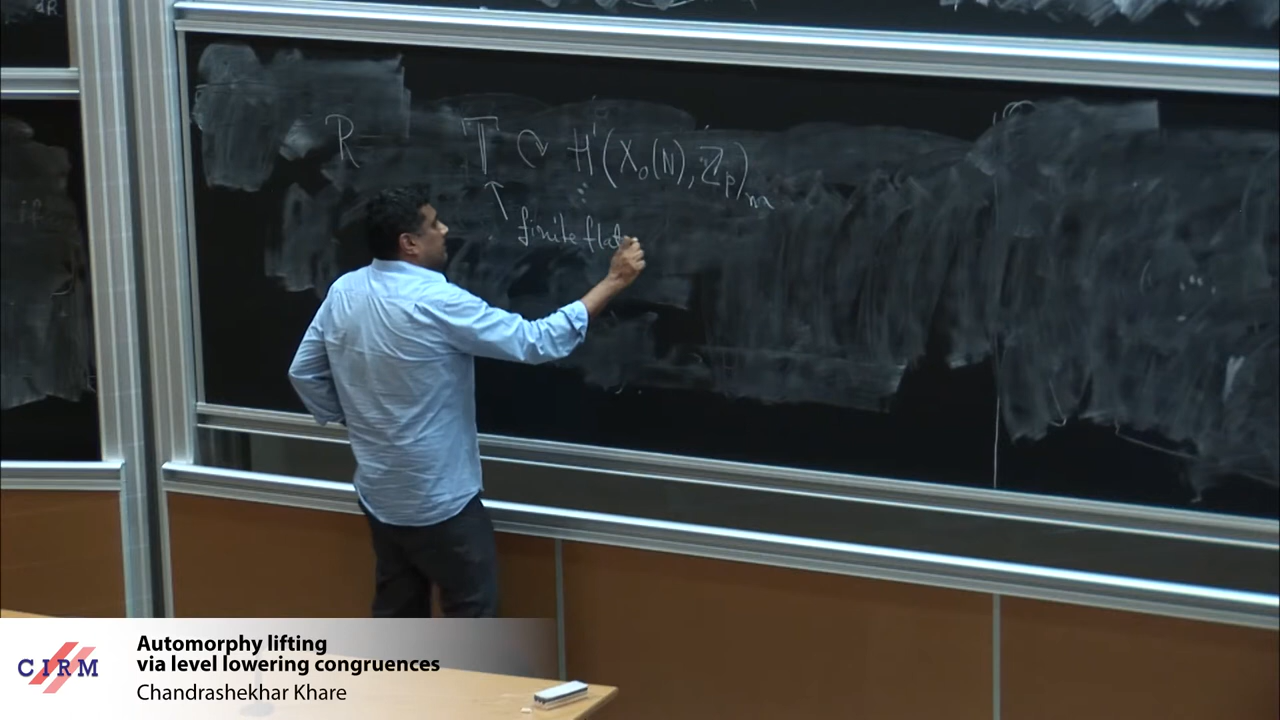 R 𝕋 ↻ H¹(X₀(N), ℤₚ)ₘ
↑ finite flat
CIRM
Automorphy lifting
via level lowering congruences
Chandrashekhar Khare